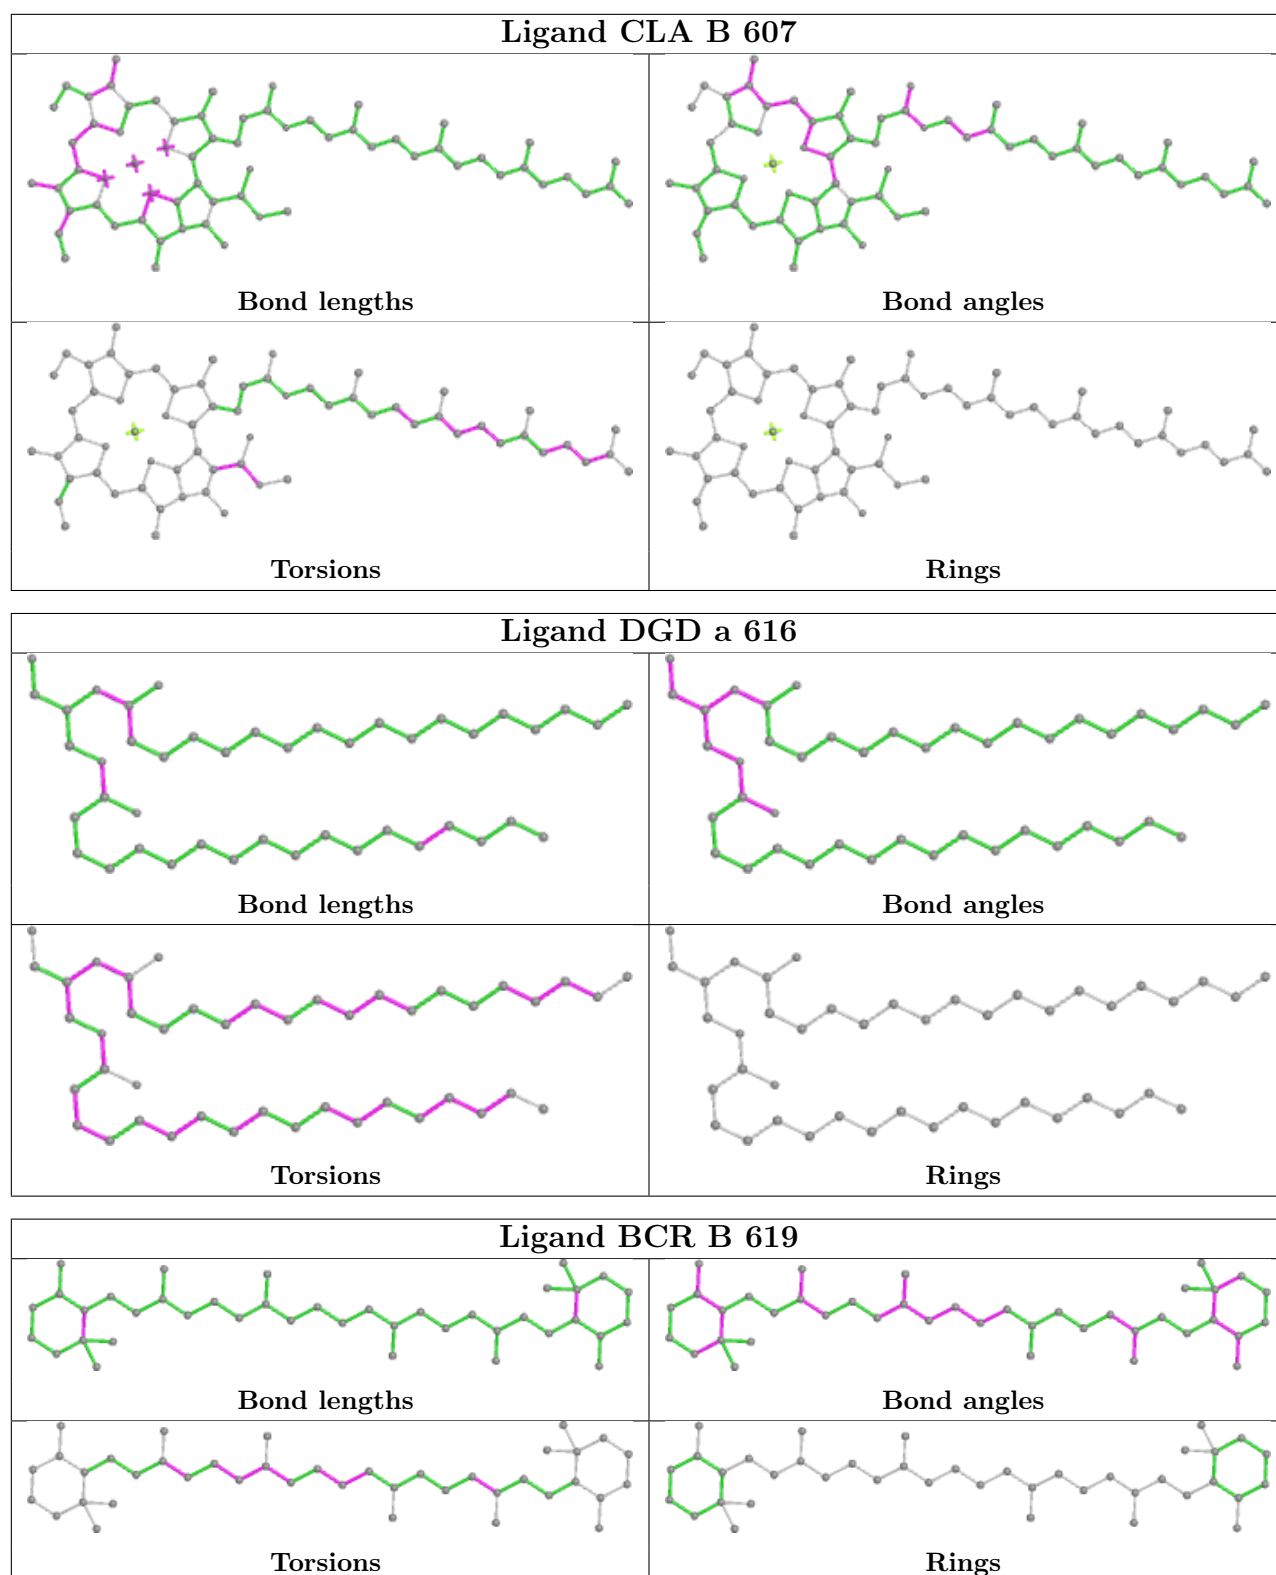 Ligand CLA B 607
Bond lengths
Bond angles
Torsions
Rings
Ligand DGD a 616
Bond lengths
Bond angles
Torsions
Rings
Ligand BCR B 619
Bond lengths
Bond angles
Torsions
Rings